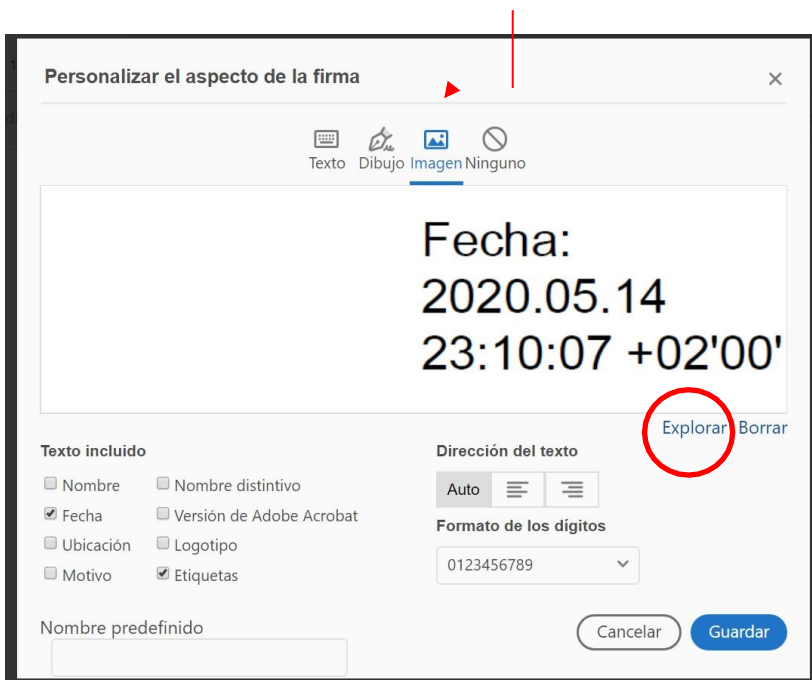 Personalizar el aspecto de la firma
Texto Dibujo Imagen Ninguno
Fecha:
2020.05.14
23:10:07 +02'00'
Explorar Borrar
Texto incluido
Nombre Nombre distintivo
Fecha Versión de Adobe Acrobat
Ubicación Logotipo
Motivo Etiquetas
Dirección del texto
Auto
Formato de los dígitos
0123456789
Nombre predefinido
Cancelar Guardar